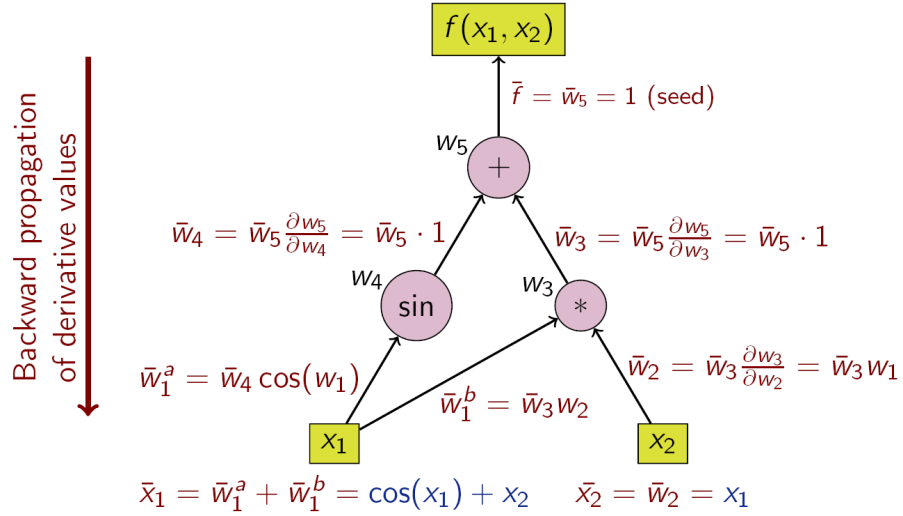 f(x₁, x₂)
f̄ = w̄₅ = 1 (seed)
w₅
+
w̄₄ = w̄₅ ∂w₅/∂w₄ = w̄₅ · 1
w̄₃ = w̄₅ ∂w₅/∂w₃ = w̄₅ · 1
w₄
sin
w₃
*
w̄₁ᵃ = w̄₄ cos(w₁)
w̄₁ᵇ = w̄₃w₂
w̄₂ = w̄₃ ∂w₃/∂w₂ = w̄₃w₁
x₁
x₂
x̄₁ = w̄₁ᵃ + w̄₁ᵇ = cos(x₁) + x₂
x̄₂ = w̄₂ = x₁
Backward propagation
of derivative values